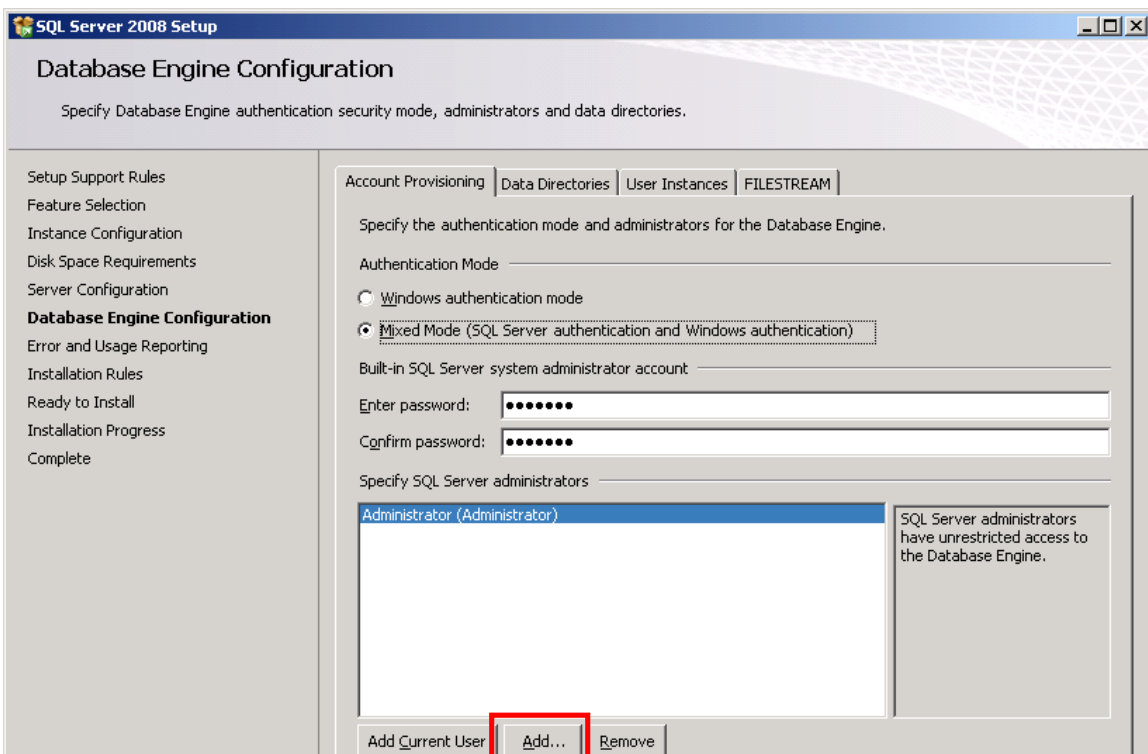 SQL Server 2008 Setup
Database Engine Configuration
Specify Database Engine authentication security mode, administrators and data directories.
Setup Support Rules
Feature Selection
Instance Configuration
Disk Space Requirements
Server Configuration
Database Engine Configuration
Error and Usage Reporting
Installation Rules
Ready to Install
Installation Progress
Complete
Account Provisioning Data Directories User Instances FILESTREAM
Specify the authentication mode and administrators for the Database Engine.
Authentication Mode
Windows authentication mode
Mixed Mode (SQL Server authentication and Windows authentication)
Built-in SQL Server system administrator account
Enter password: •••••••
Confirm password: •••••••
Specify SQL Server administrators
Administrator (Administrator)
SQL Server administrators
have unrestricted access to
the Database Engine.
Add Current User Add... Remove